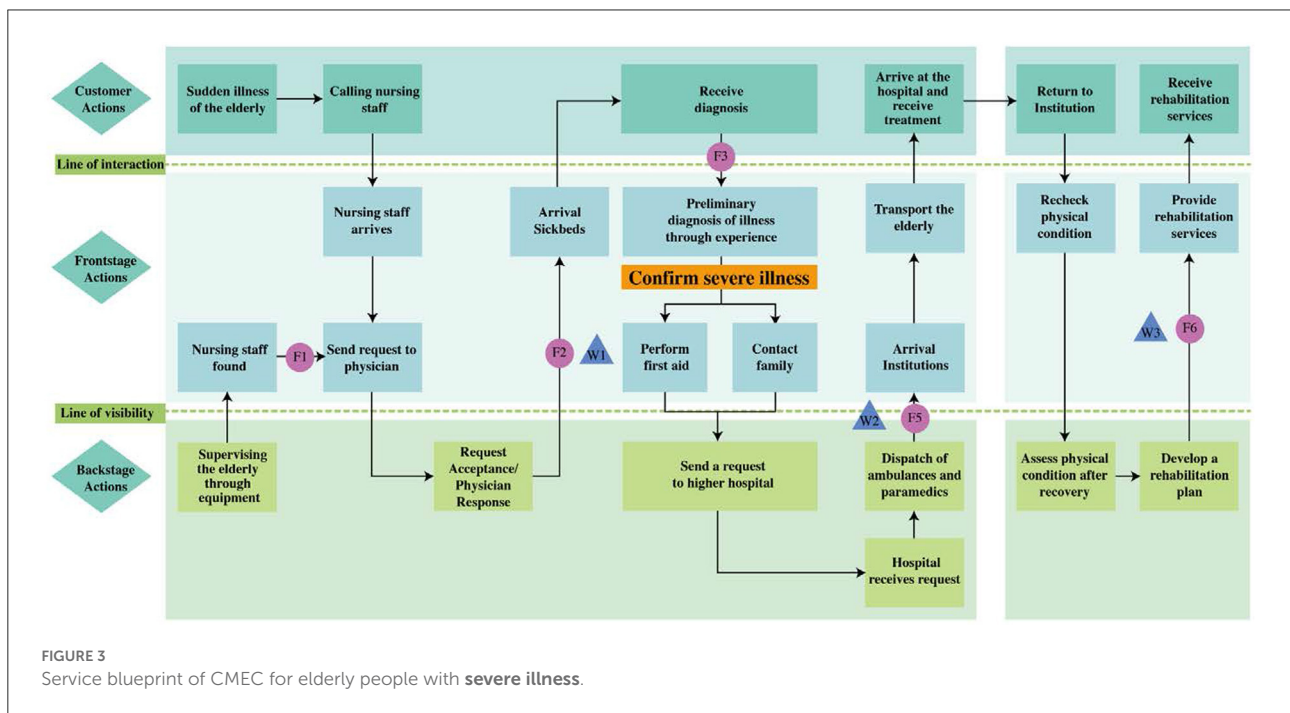 Customer
Actions
Sudden illness
of the elderly
Calling nursing
staff
Receive
diagnosis
Arrive at the
hospital and
receive
treatment
Return to
Institution
Receive
rehabilitation
services
Line of interaction
F3
Frontstage
Actions
Nursing staff
arrives
Arrival
Sickbeds
Preliminary
diagnosis of illness
through experience
Transport the
elderly
Recheck
physical
condition
Provide
rehabilitation
services
Confirm severe illness
Nursing staff
found
F1
Send request to
physician
F2
W1
Perform
first aid
Contact
family
Arrival
Institutions
W3
F6
Line of visibility
W2
F5
Backstage
Actions
Supervising
the elderly
through
equipment
Request
Acceptance/
Physician
Response
Send a request
to higher hospital
Dispatch of
ambulances and
paramedics
Assess physical
condition after
recovery
Develop a
rehabilitation
plan
Hospital
receives request
FIGURE 3
Service blueprint of CMEC for elderly people with severe illness.